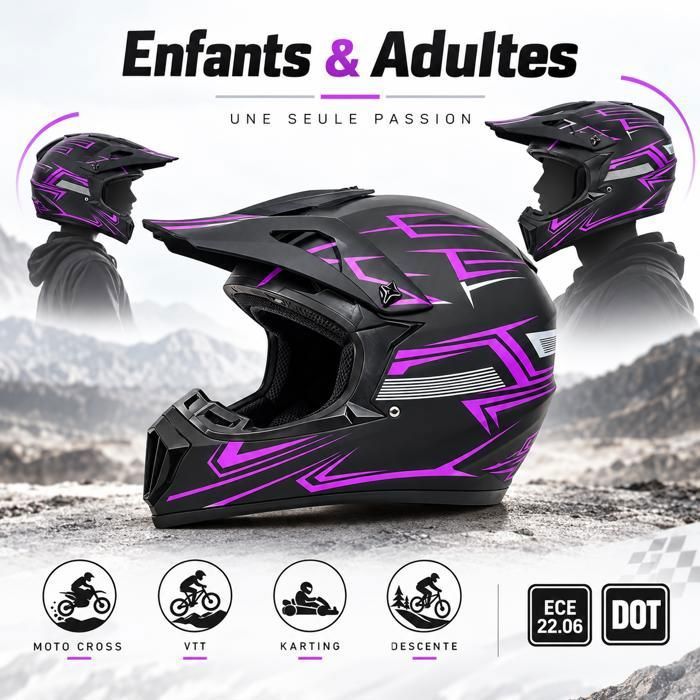 Enfants & Adultes
UNE SEULE PASSION
MOTO CROSS
VTT
KARTING
DESCENTE
ECE
22.06
DOT